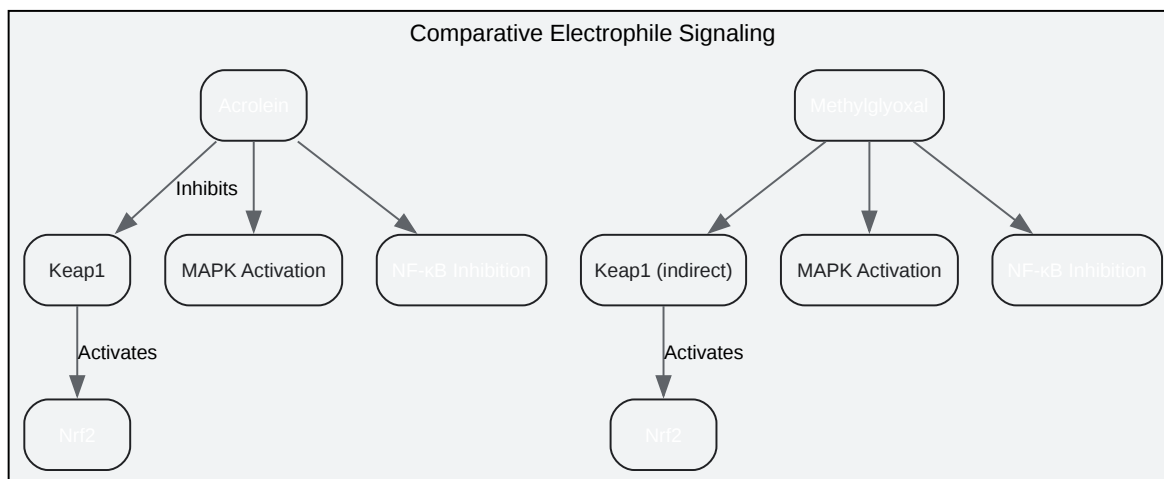 Comparative Electrophile Signaling
Acrolein
Methylglyoxal
Inhibits
Keap1
MAPK Activation
NF-κB Inhibition
Keap1 (indirect)
MAPK Activation
NF-κB Inhibition
Activates
Activates
Nrf2
Nrf2